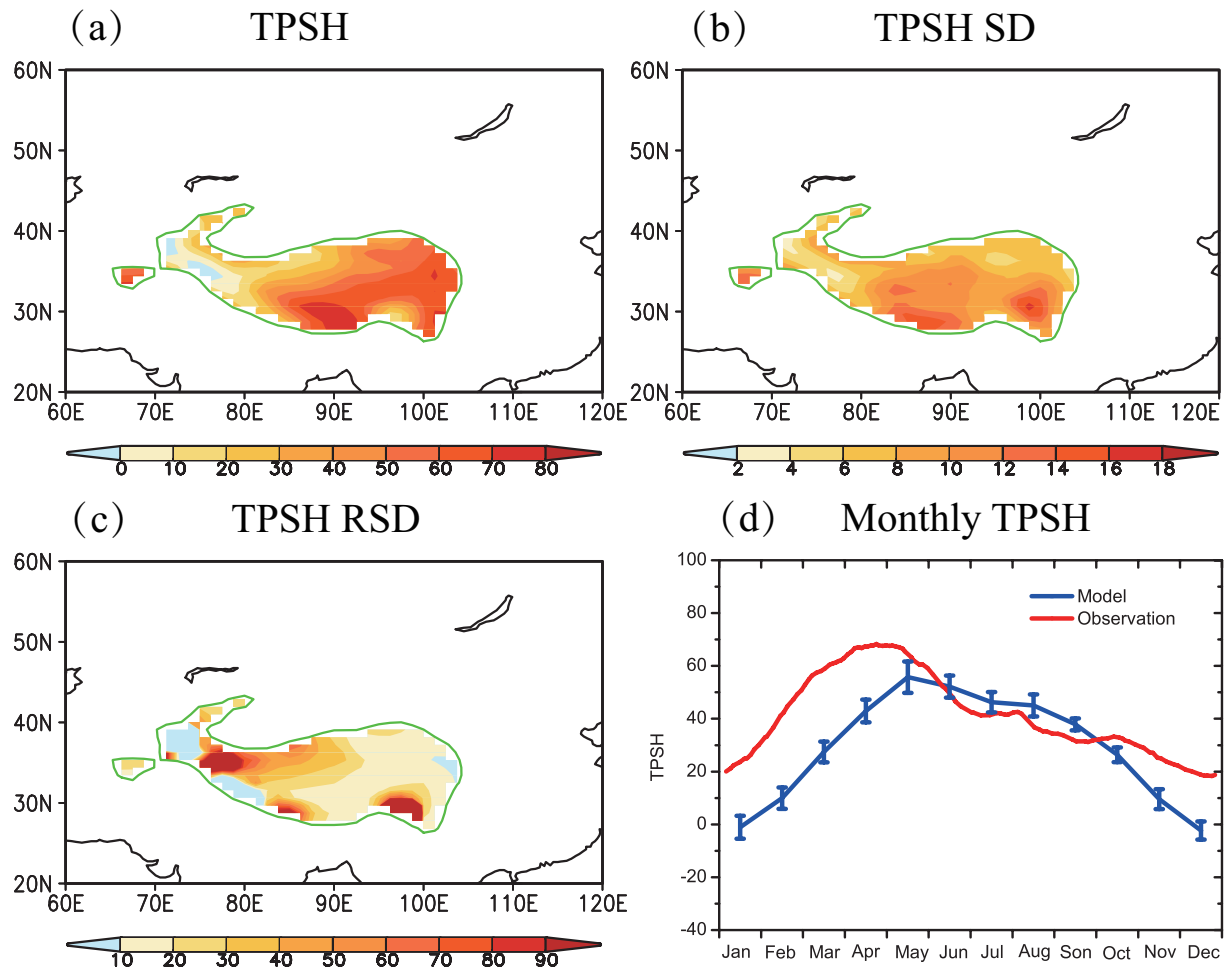 (a) TPSH
60N
50N
40N
30N
20N
60E 70E 80E 90E 100E 110E 120E
0 10 20 30 40 50 60 70 80
(b) TPSH SD
60N
50N
40N
30N
20N
60E 70E 80E 90E 100E 110E 120E
2 4 6 8 10 12 14 16 18
(c) TPSH RSD
60N
50N
40N
30N
20N
60E 70E 80E 90E 100E 110E 120E
10 20 30 40 50 60 70 80 90
(d) Monthly TPSH
100
80
60
40
20
0
-20
-40
TPSH
Model
Observation
Jan Feb Mar Apr May Jun Jul Aug Son Oct Nov Dec